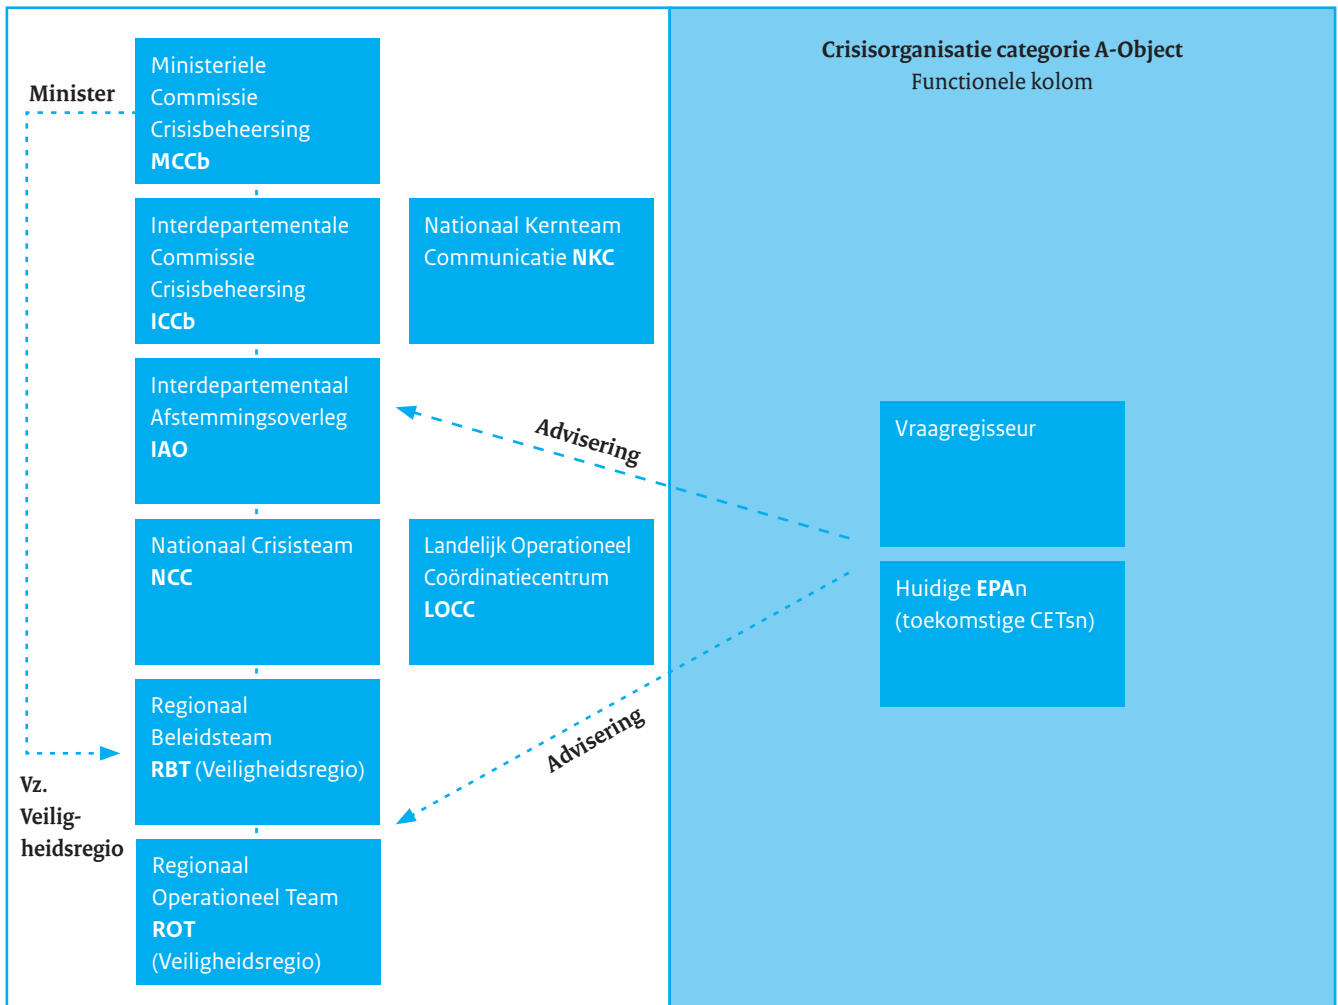 Minister
Ministeriele
Commissie
Crisisbeheersing
MCCb
Interdepartementale
Commissie
Crisisbeheersing
ICCb
Nationaal Kernteam
Communicatie NKC
Interdepartementaal
Afstemmingsoverleg
IAO
Nationaal Crisisteam
NCC
Landelijk Operationeel
Coördinatiecentrum
LOCC
Regionaal
Beleidsteam
RBT (Veiligheidsregio)
Vz.
Veilig-
heidsregio
Regionaal
Operationeel Team
ROT
(Veiligheidsregio)
Advisering
Advisering
Crisisorganisatie categorie A-Object
Functionele kolom
Vraagregisseur
Huidige EPAn
(toekomstige CETsn)